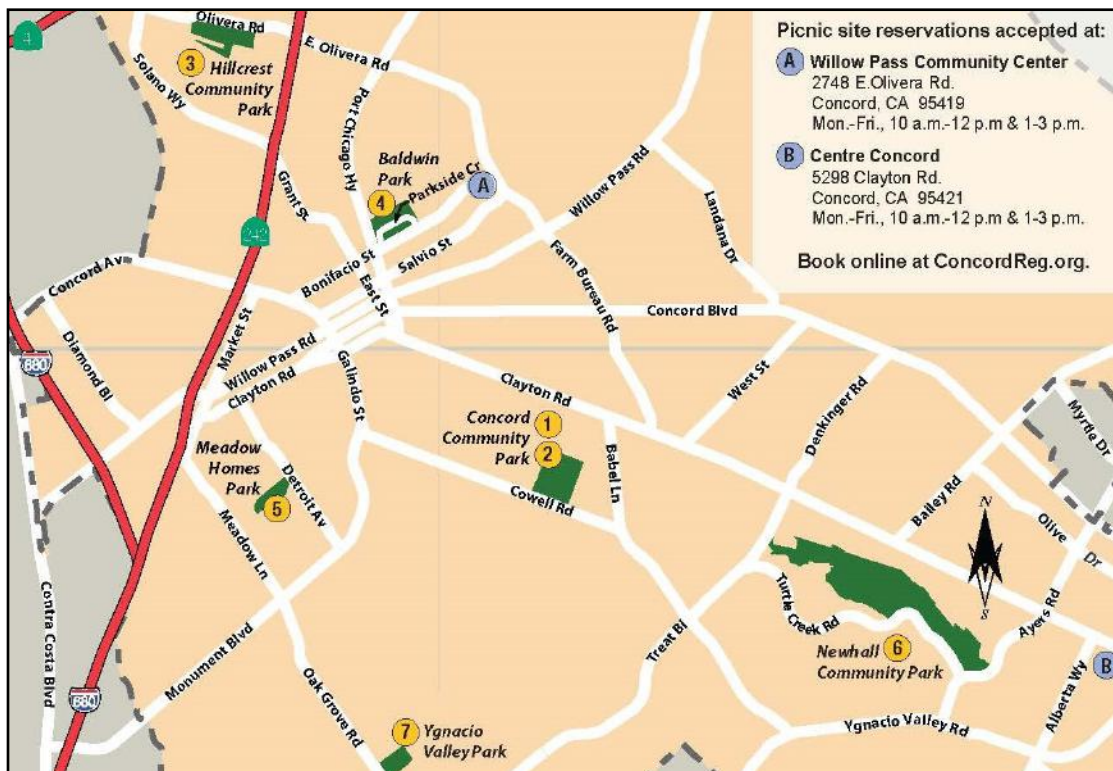 Picnic site reservations accepted at:
A Willow Pass Community Center
2748 E.Olivera Rd.
Concord, CA 95419
Mon.-Fri., 10 a.m.-12 p.m & 1-3 p.m.
B Centre Concord
5298 Clayton Rd.
Concord, CA 95421
Mon.-Fri., 10 a.m.-12 p.m & 1-3 p.m.
Book online at ConcordReg.org.
4
Olivera Rd
E. Olivera Rd
3 Hillcrest
Community
Park
Solano Wy
Port Chicago Hy
Grant St
Baldwin
Park
4
Parkside Cr
A
Willow Pass Rd
Landana Dr
242
Concord Av
Bonifacio St
Salvio St
East St
Farm Bureau Rd
Concord Blvd
680
Diamond Bl
Market St
Willow Pass Rd
Clayton Rd
Galindo St
Clayton Rd
West St
Denkinger Rd
Myrtle Dr
Concord
Community
Park
1
2
Babel Ln
Cowell Rd
Meadow
Homes
Park
5
Detroit Av
Meadow Ln
Bailey Rd
Olive Dr
N
S
Ayers Rd
Turtle Creek Rd
Newhall
Community Park
6
Treat Bl
Contra Costa Blvd
Monument Blvd
680
Oak Grove Rd
7 Ygnacio
Valley Park
Ygnacio Valley Rd
Alberta Wy
B